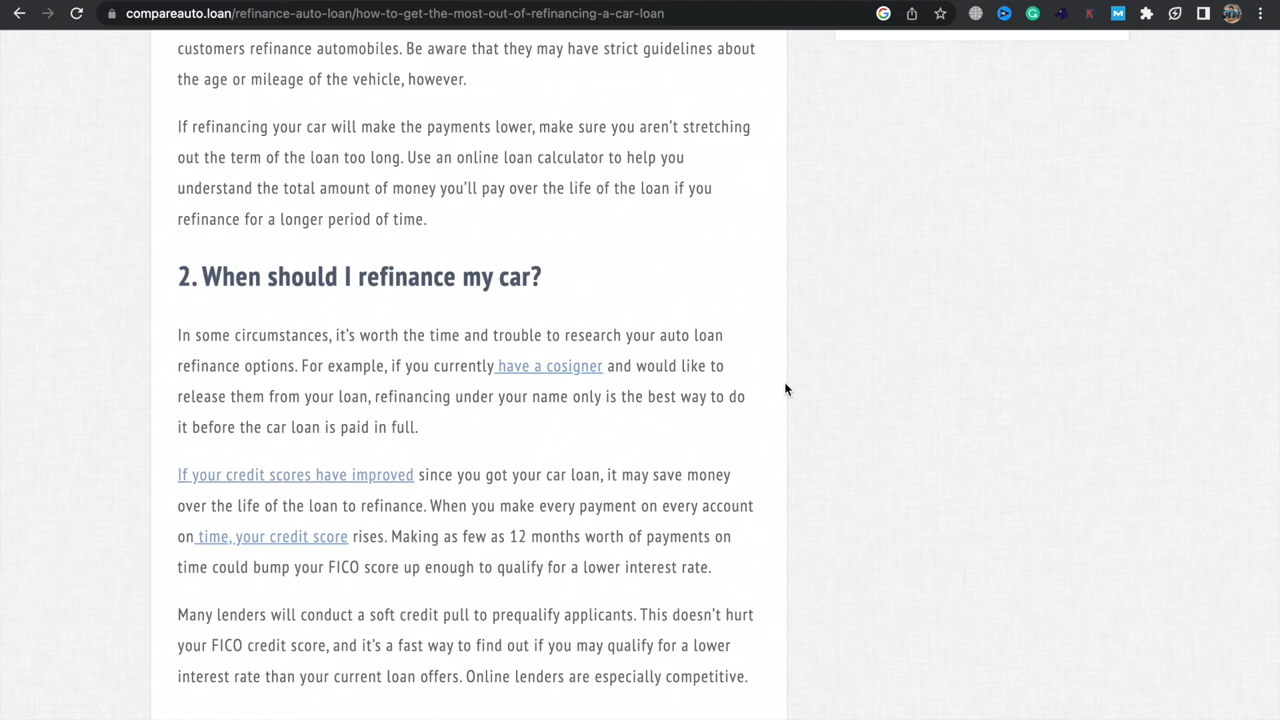 compareauto.loan/refinance-auto-loan/how-to-get-the-most-out-of-refinancing-a-car-loan
customers refinance automobiles. Be aware that they may have strict guidelines about
the age or mileage of the vehicle, however.
If refinancing your car will make the payments lower, make sure you aren’t stretching
out the term of the loan too long. Use an online loan calculator to help you
understand the total amount of money you’ll pay over the life of the loan if you
refinance for a longer period of time.
2. When should I refinance my car?
In some circumstances, it’s worth the time and trouble to research your auto loan
refinance options. For example, if you currently have a cosigner and would like to
release them from your loan, refinancing under your name only is the best way to do
it before the car loan is paid in full.
If your credit scores have improved since you got your car loan, it may save money
over the life of the loan to refinance. When you make every payment on every account
on time, your credit score rises. Making as few as 12 months worth of payments on
time could bump your FICO score up enough to qualify for a lower interest rate.
Many lenders will conduct a soft credit pull to prequalify applicants. This doesn’t hurt
your FICO credit score, and it’s a fast way to find out if you may qualify for a lower
interest rate than your current loan offers. Online lenders are especially competitive.